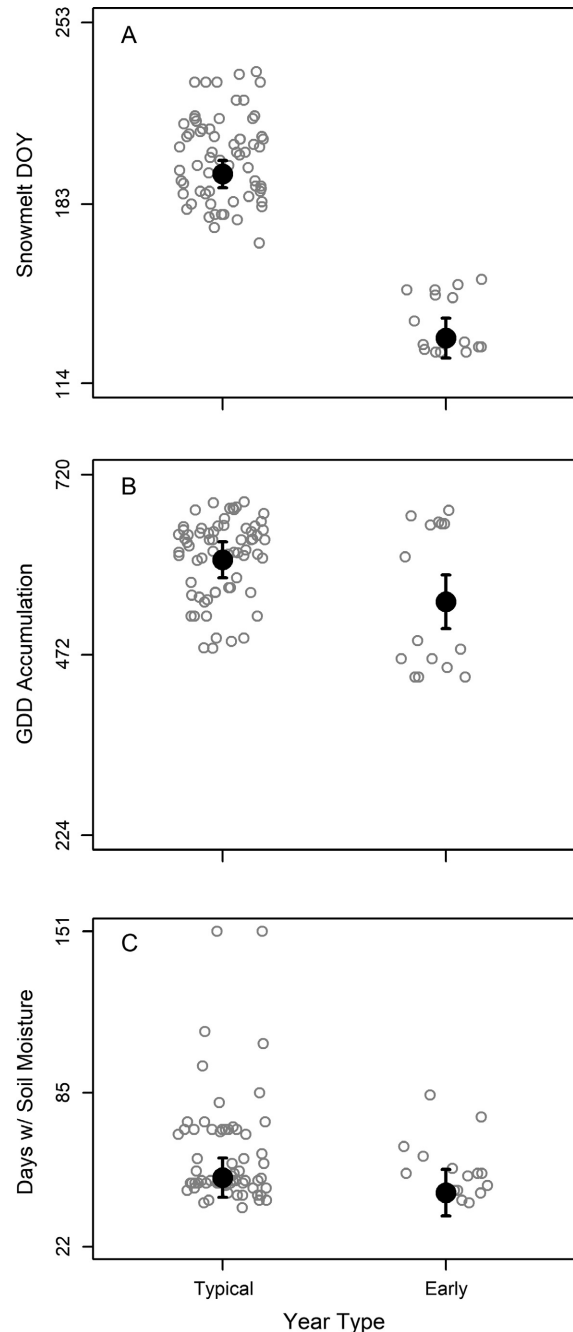 A
Snowmelt DOY
253
183
114
B
GDD Accumulation
720
472
224
C
Days w/ Soil Moisture
151
85
22
Typical
Early
Year Type